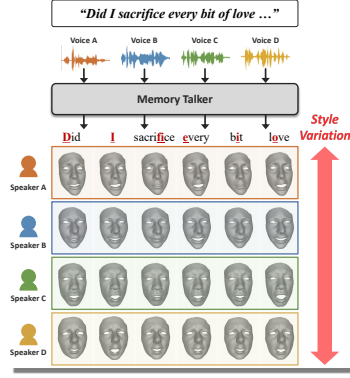 “Did I sacrifice every bit of love …”
Voice A Voice B Voice C Voice D
Memory Talker
Did I sacrifice every bit love
Style
Variation
Speaker A
Speaker B
Speaker C
Speaker D